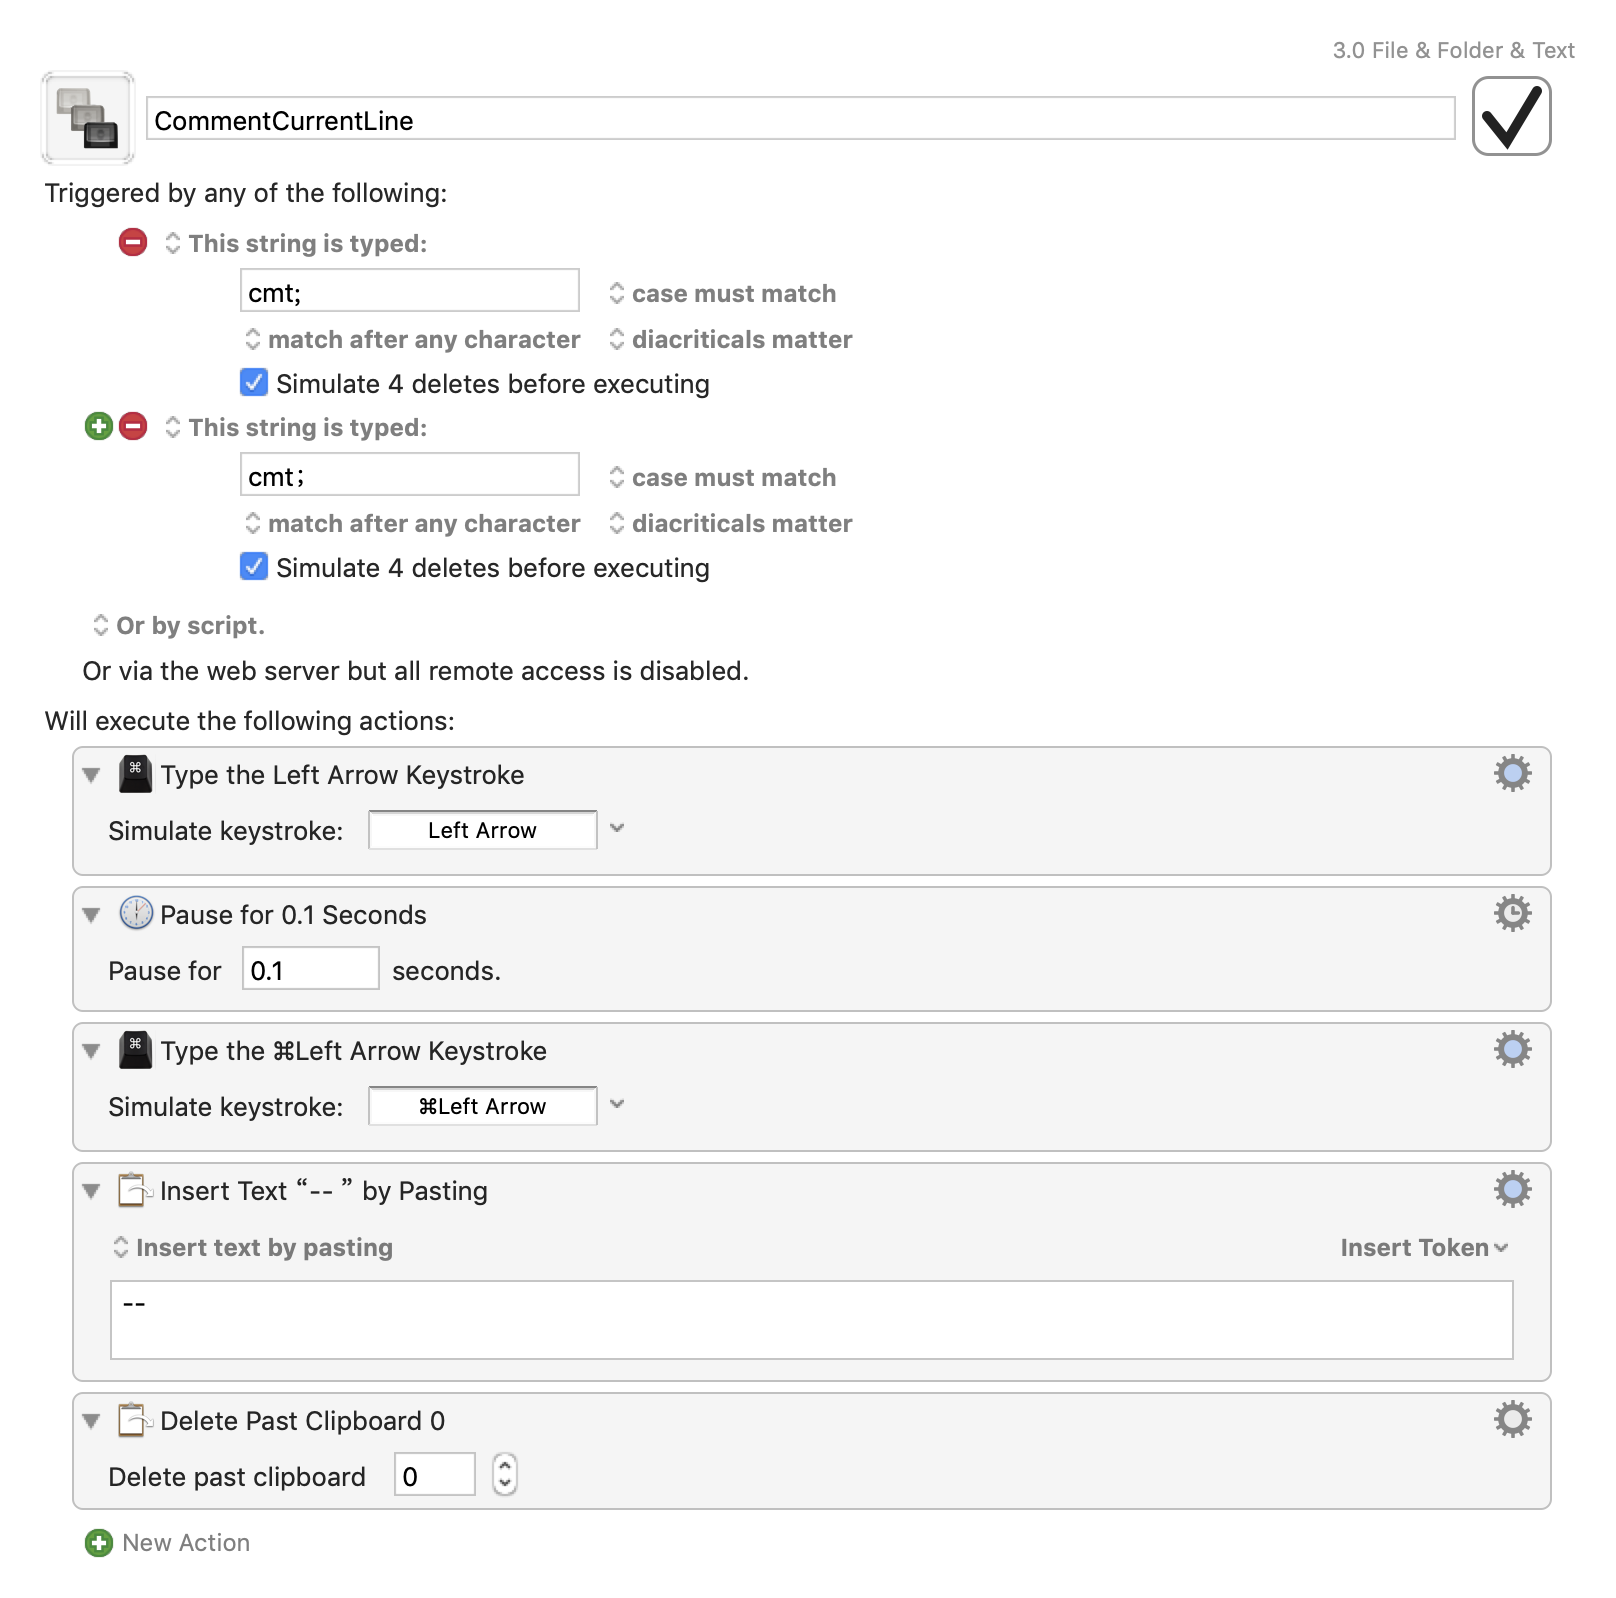 3.0 File & Folder & Text
CommentCurrentLine
Triggered by any of the following:
This string is typed:
cmt;
case must match
match after any character
diacriticals matter
Simulate 4 deletes before executing
This string is typed:
cmt；
case must match
match after any character
diacriticals matter
Simulate 4 deletes before executing
Or by script.
Or via the web server but all remote access is disabled.
Will execute the following actions:
⌘ Type the Left Arrow Keystroke
Simulate keystroke: Left Arrow
Pause for 0.1 Seconds
Pause for 0.1 seconds.
⌘ Type the ⌘Left Arrow Keystroke
Simulate keystroke: ⌘Left Arrow
Insert Text “-- ” by Pasting
Insert text by pasting
Insert Token
--
Delete Past Clipboard 0
Delete past clipboard 0
New Action